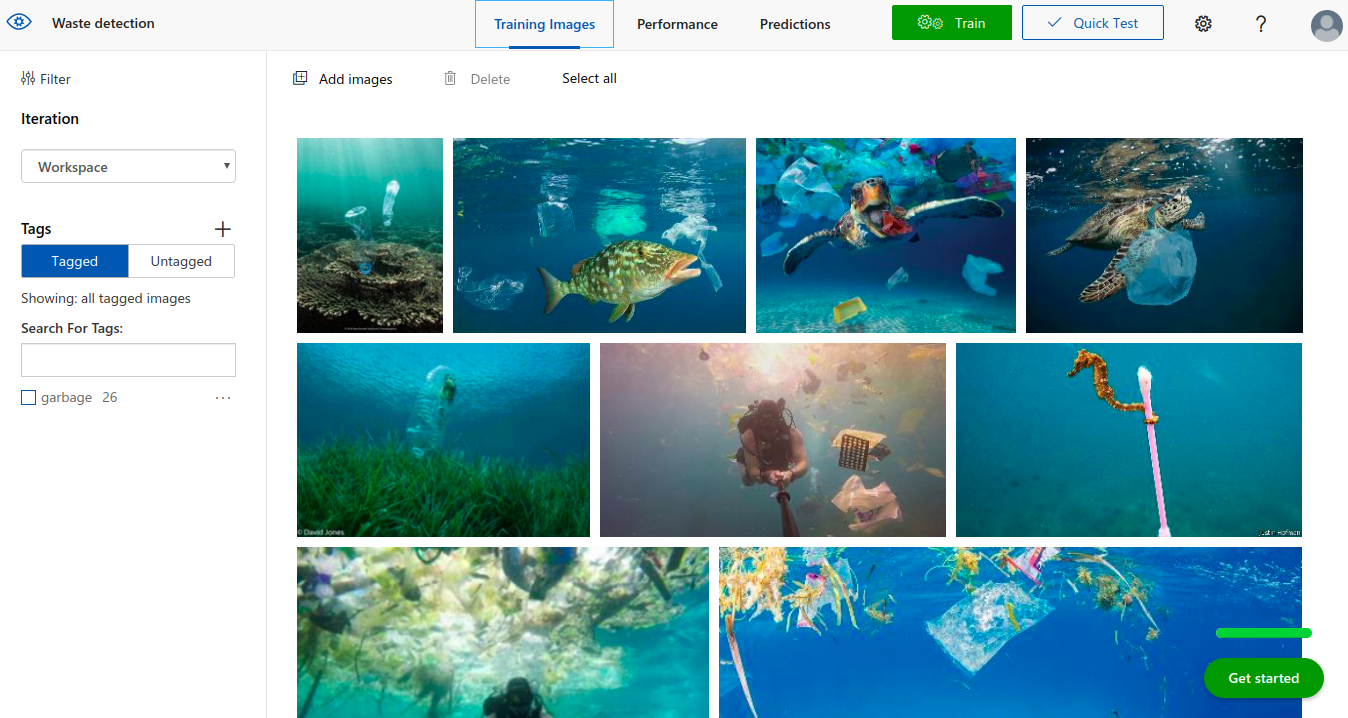 Waste detection
Training Images
Performance
Predictions
Train
Quick Test
?
Filter
Add images
Delete
Select all
Iteration
Workspace
Tags
Tagged
Untagged
Showing: all tagged images
Search For Tags:
garbage 26
...
© David Jones
Justin Hofman
Get started